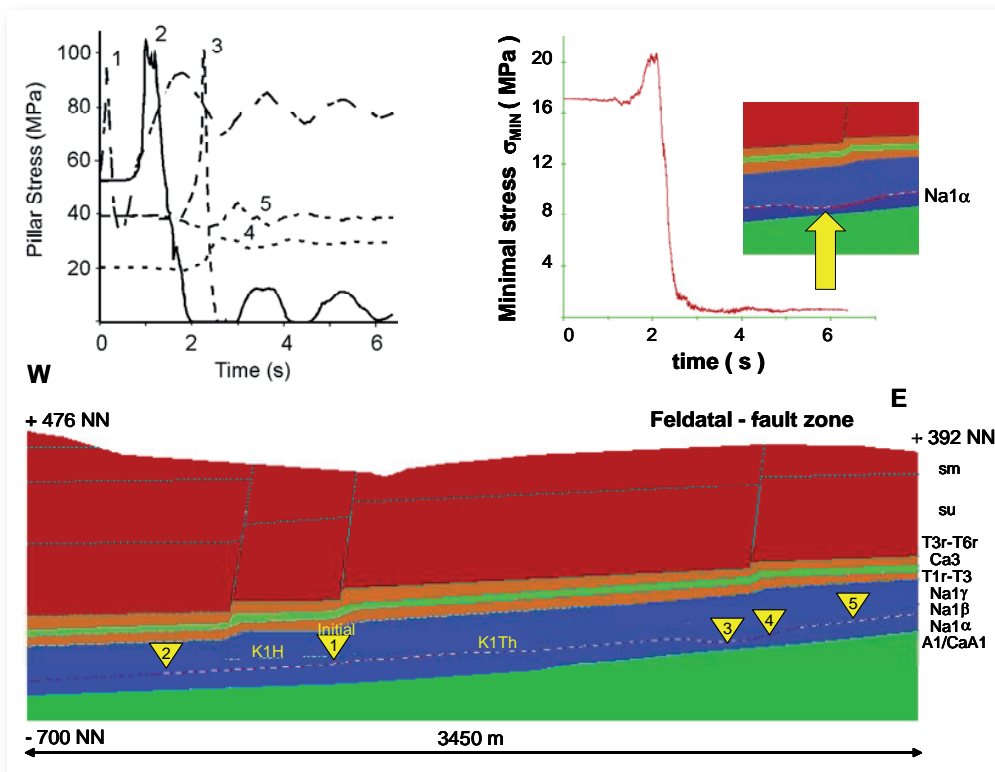 Pillar Stress (MPa)
100
80
60
40
20
1
2
3
5
4
0
2
4
6
Time (s)
Minimal stress σMIN ( MPa)
20
16
12
8
4
0
2
4
6
time ( s )
Na1α
W
E
+ 476 NN
Feldatal - fault zone
+ 392 NN
sm
su
T3r-T6r
Ca3
T1r-T3
Na1γ
Na1β
Na1α
A1/CaA1
Initial
2
K1H
1
K1Th
3
4
5
- 700 NN
3450 m